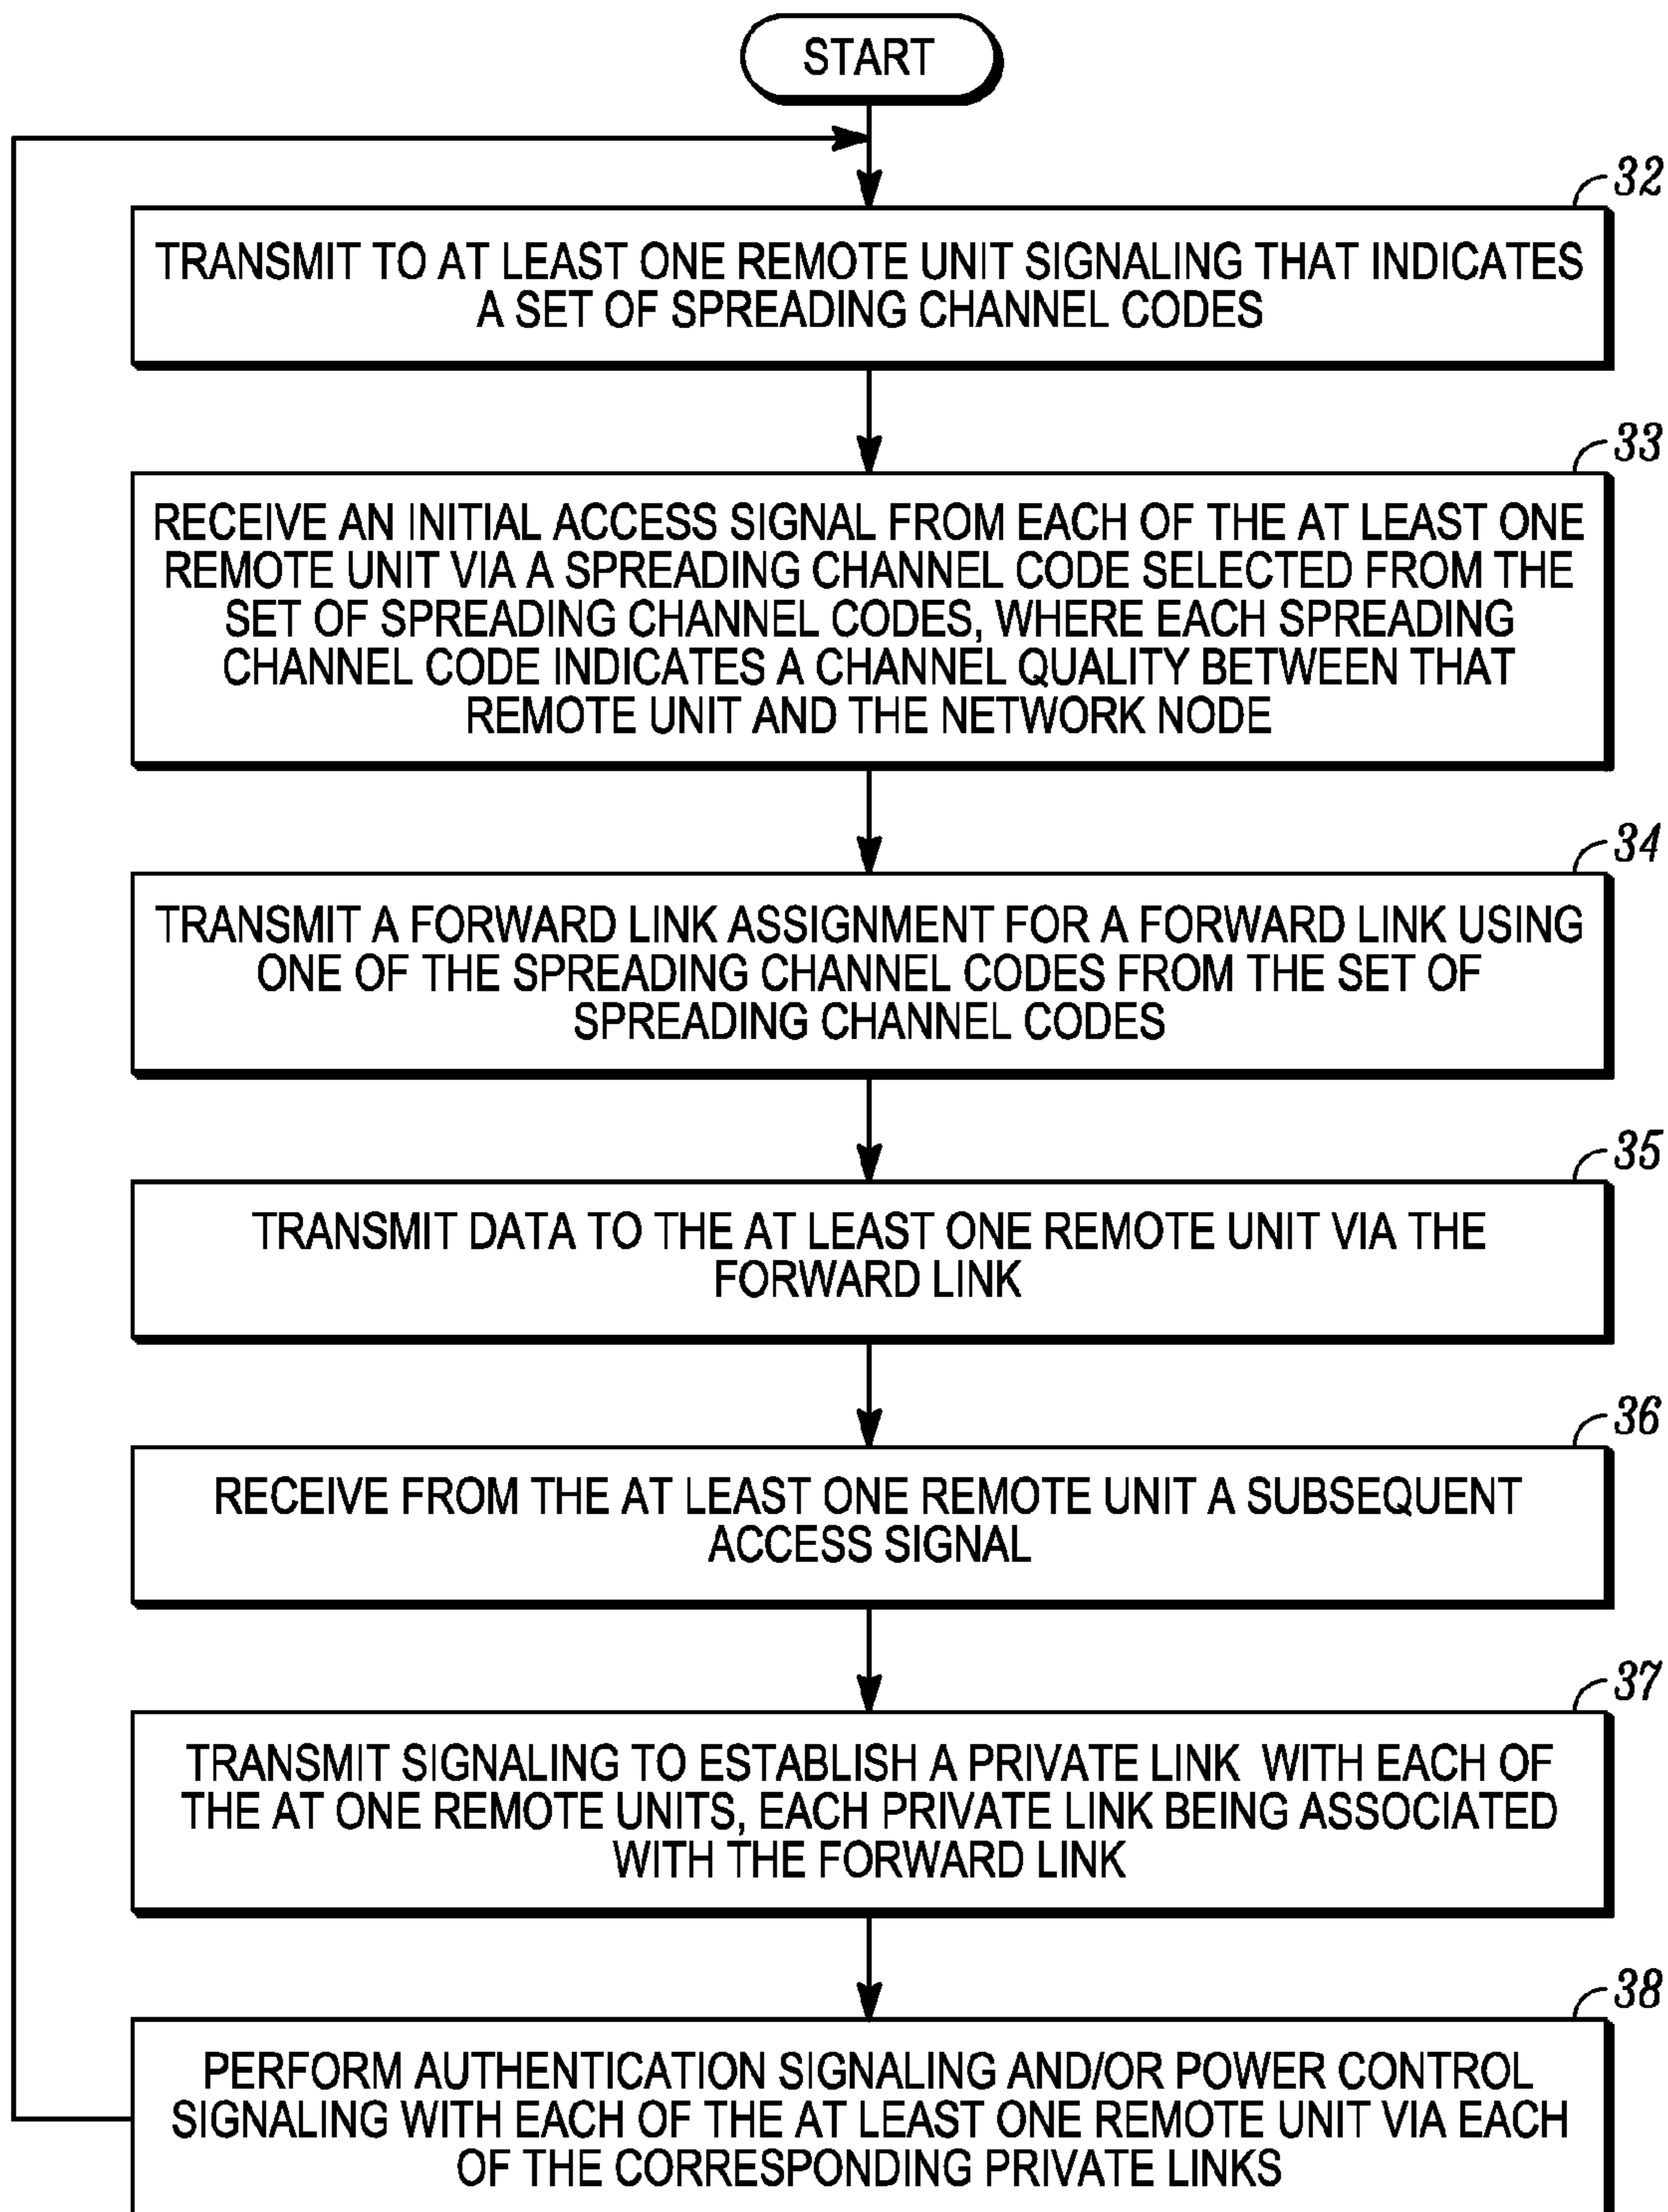 START
32
TRANSMIT TO AT LEAST ONE REMOTE UNIT SIGNALING THAT INDICATES
A SET OF SPREADING CHANNEL CODES
33
RECEIVE AN INITIAL ACCESS SIGNAL FROM EACH OF THE AT LEAST ONE
REMOTE UNIT VIA A SPREADING CHANNEL CODE SELECTED FROM THE
SET OF SPREADING CHANNEL CODES, WHERE EACH SPREADING
CHANNEL CODE INDICATES A CHANNEL QUALITY BETWEEN THAT
REMOTE UNIT AND THE NETWORK NODE
34
TRANSMIT A FORWARD LINK ASSIGNMENT FOR A FORWARD LINK USING
ONE OF THE SPREADING CHANNEL CODES FROM THE SET OF
SPREADING CHANNEL CODES
35
TRANSMIT DATA TO THE AT LEAST ONE REMOTE UNIT VIA THE
FORWARD LINK
36
RECEIVE FROM THE AT LEAST ONE REMOTE UNIT A SUBSEQUENT
ACCESS SIGNAL
37
TRANSMIT SIGNALING TO ESTABLISH A PRIVATE LINK WITH EACH OF
THE AT ONE REMOTE UNITS, EACH PRIVATE LINK BEING ASSOCIATED
WITH THE FORWARD LINK
38
PERFORM AUTHENTICATION SIGNALING AND/OR POWER CONTROL
SIGNALING WITH EACH OF THE AT LEAST ONE REMOTE UNIT VIA EACH
OF THE CORRESPONDING PRIVATE LINKS